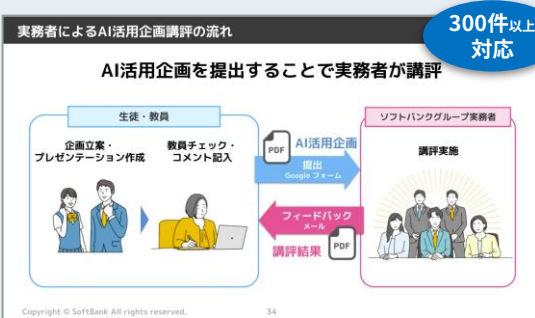 実務者によるAI活用企画講評の流れ
300件以上
対応
AI活用企画を提出することで実務者が講評
生徒・教員
企画立案・
プレゼンテーション作成
教員チェック・
コメント記入
PDF
AI活用企画
提出
Google フォーム
フィードバック
メール
講評結果
PDF
ソフトバンクグループ実務者
講評実施
Copyright © SoftBank All rights reserved.
34